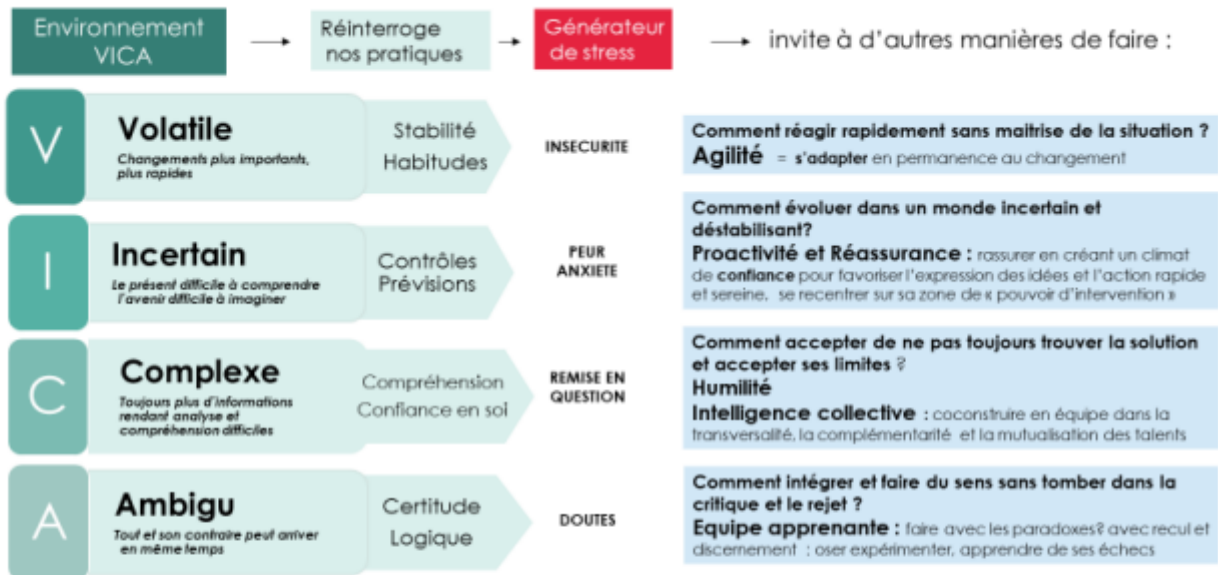 Environnement
VICA
Réinterroge
nos pratiques
Générateur
de stress
invite à d'autres manières de faire :
V
Volatile
Changements plus importants,
plus rapides
Stabilité
Habitudes
INSECURITE
Comment réagir rapidement sans maitrise de la situation ?
Agilité = s'adapter en permanence au changement
I
Incertain
Le présent difficile à comprendre
l'avenir difficile à imaginer
Contrôles
Prévisions
PEUR
ANXIETE
Comment évoluer dans un monde incertain et
déstabilisant?
Proactivité et Réassurance : rassurer en créant un climat
de confiance pour favoriser l'expression des idées et l'action rapide
et sereine, se recentrer sur sa zone de « pouvoir d'intervention »
C
Complexe
Toujours plus d'informations
rendant analyse et
compréhension difficiles
Compréhension
Confiance en soi
REMISE EN
QUESTION
Comment accepter de ne pas toujours trouver la solution
et accepter ses limites ?
Humilité
Intelligence collective : coconstruire en équipe dans la
transversalité, la complémentarité et la mutualisation des talents
A
Ambigu
Tout et son contraire peut arriver
en même temps
Certitude
Logique
DOUTES
Comment intégrer et faire du sens sans tomber dans la
critique et le rejet ?
Equipe apprenante : faire avec les paradoxes? avec recul et
discernement : oser expérimenter, apprendre de ses échecs